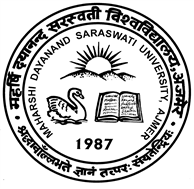 महर्षि दयानन्द सरस्वती विश्वविद्यालय, अजमेर
MAHARSHI DAYANAND SARASWATI UNIVERSITY, AJMER
1987
श्रद्धावाँल्लभते ज्ञानं तत्परः संयतेन्द्रियः